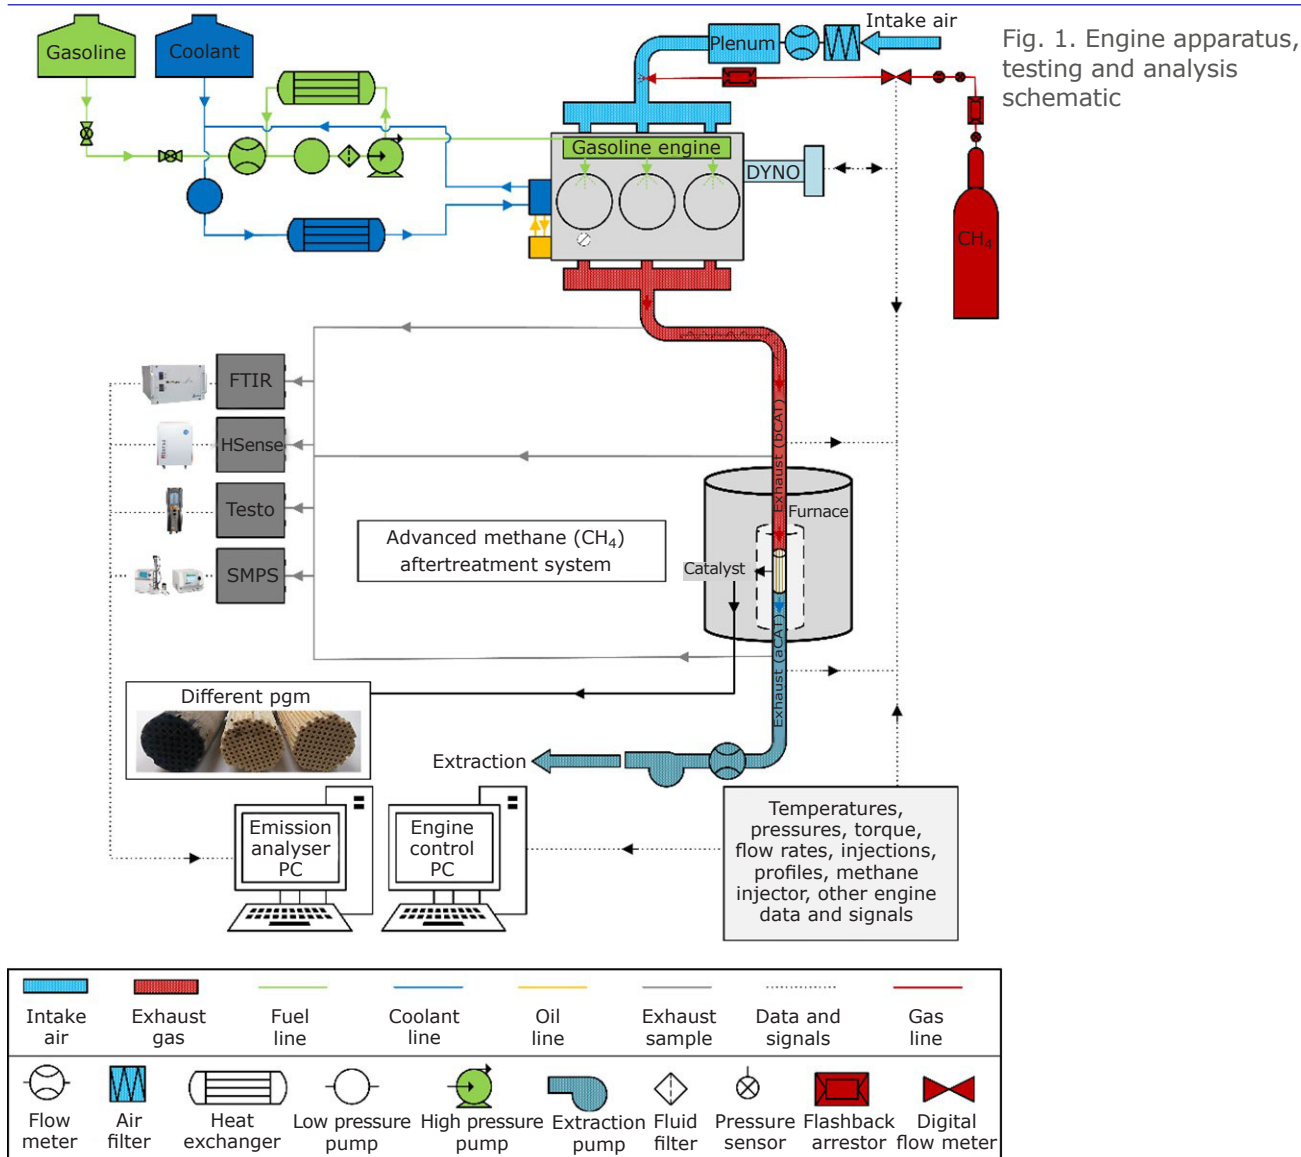 Fig. 1. Engine apparatus,
testing and analysis
schematic
Gasoline
Coolant
Plenum
Intake air
Gasoline engine
DYNO
CH₄
FTIR
HSense
Testo
SMPS
Exhaust (bCAT)
Furnace
Advanced methane (CH₄)
aftertreatment system
Catalyst
Exhaust (aCAT)
Different pgm
Extraction
Emission
analyser
PC
Engine
control
PC
Temperatures,
pressures, torque,
flow rates, injections,
profiles, methane
injector, other engine
data and signals
Intake
air
Exhaust
gas
Fuel
line
Coolant
line
Oil
line
Exhaust
sample
Data and
signals
Gas
line
Flow
meter
Air
filter
Heat
exchanger
Low pressure
pump
High pressure
pump
Extraction
pump
Fluid
filter
Pressure
sensor
Flashback
arrestor
Digital
flow meter